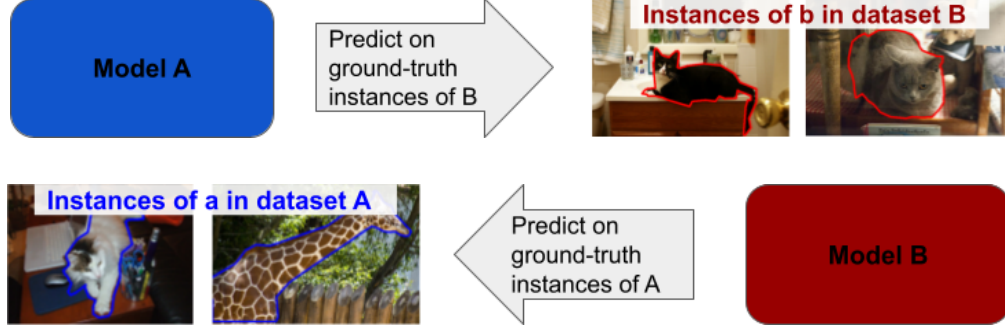 Model A
Predict on
ground-truth
instances of B
Instances of b in dataset B
Instances of a in dataset A
Predict on
ground-truth
instances of A
Model B